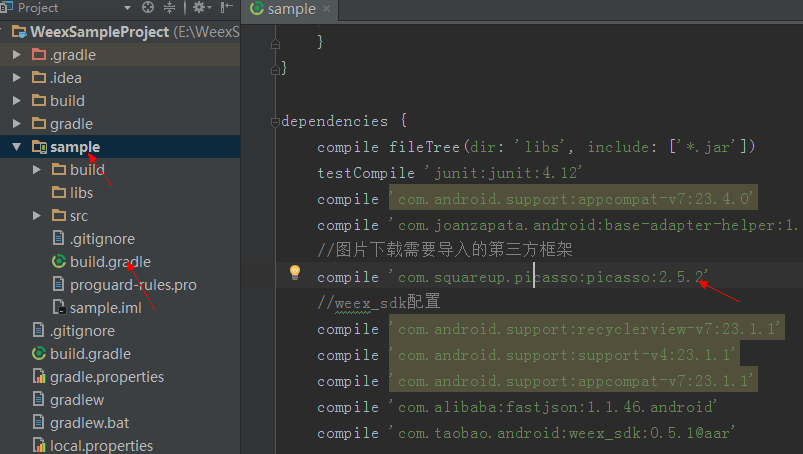 Project
WeexSampleProject (E:\WeexS
.gradle
.idea
build
gradle
sample
build
libs
src
.gitignore
build.gradle
proguard-rules.pro
sample.iml
.gitignore
build.gradle
gradle.properties
gradlew
gradlew.bat
local.properties
sample
}
}
dependencies {
compile fileTree(dir: 'libs', include: ['*.jar'])
testCompile 'junit:junit:4.12'
compile 'com.android.support:appcompat-v7:23.4.0'
compile 'com.joanzapata.android:base-adapter-helper:1.
//图片下载需要导入的第三方框架
compile 'com.squareup.picasso:picasso:2.5.2'
//weex_sdk配置
compile 'com.android.support:recyclerview-v7:23.1.1'
compile 'com.android.support:support-v4:23.1.1'
compile 'com.android.support:appcompat-v7:23.1.1'
compile 'com.alibaba:fastjson:1.1.46.android'
compile 'com.taobao.android:weex_sdk:0.5.1@aar'